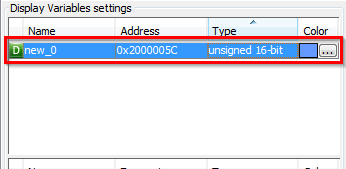 Display Variables settings
Name Address Type Color
D new_0 0x2000005C unsigned 16-bit ...